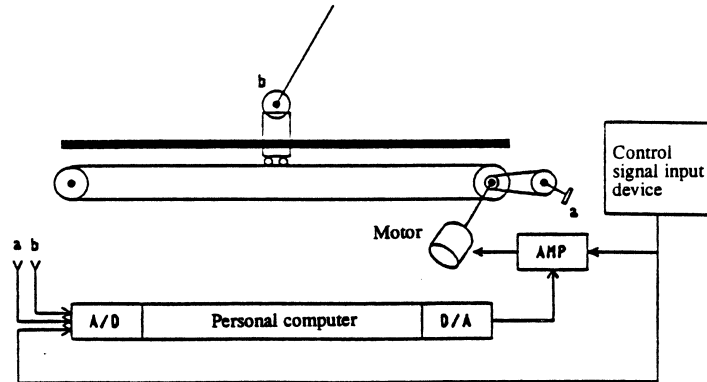 b
Control
signal input
device
a
Motor
a b
AMP
A/D Personal computer D/A